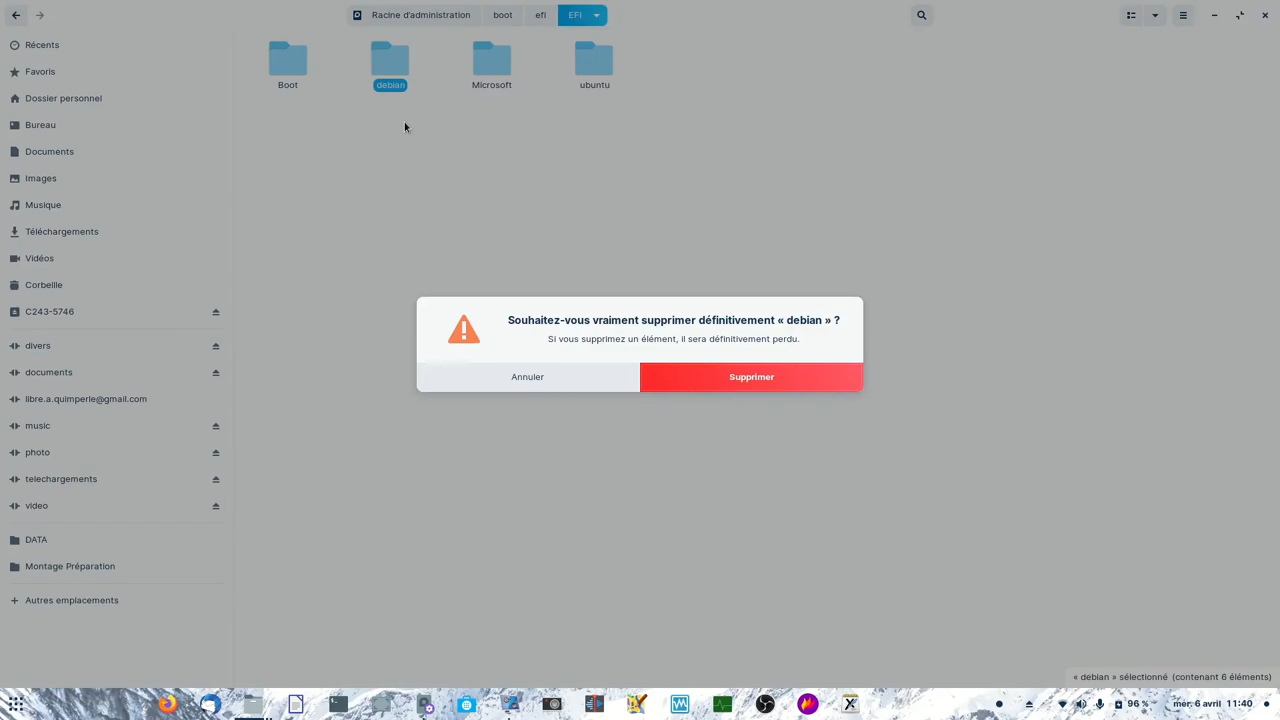 Racine d'administration boot efi EFI
Récents
Favoris
Dossier personnel
Bureau
Documents
Images
Musique
Téléchargements
Vidéos
Corbeille
C243-5746
divers
documents
libre.a.quimperle@gmail.com
music
photo
telechargements
video
DATA
Montage Préparation
Autres emplacements
Boot debian Microsoft ubuntu
Souhaitez-vous vraiment supprimer définitivement « debian » ?
Si vous supprimez un élément, il sera définitivement perdu.
Annuler Supprimer
« debian » sélectionné (contenant 6 éléments)
96 % mer. 6 avril 11:40